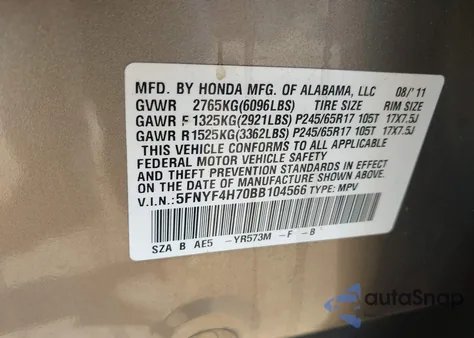 MFD. BY HONDA MFG. OF ALABAMA, LLC 08/'11
GVWR 2765KG(6096LBS) TIRE SIZE RIM SIZE
GAWR F 1325KG(2921LBS) P245/65R17 105T 17X7.5J
GAWR R 1525KG(3362LBS) P245/65R17 105T 17X7.5J
THIS VEHICLE CONFORMS TO ALL APPLICABLE
FEDERAL MOTOR VEHICLE SAFETY
AND THEFT PREVENTION STANDARDS IN EFFECT ON
THE DATE OF MANUFACTURE SHOWN ABOVE.
V.I.N.: 5FNYF4H70BB104566 TYPE: MPV
SZA B AE5 -YR573M -F -B
autoSnap